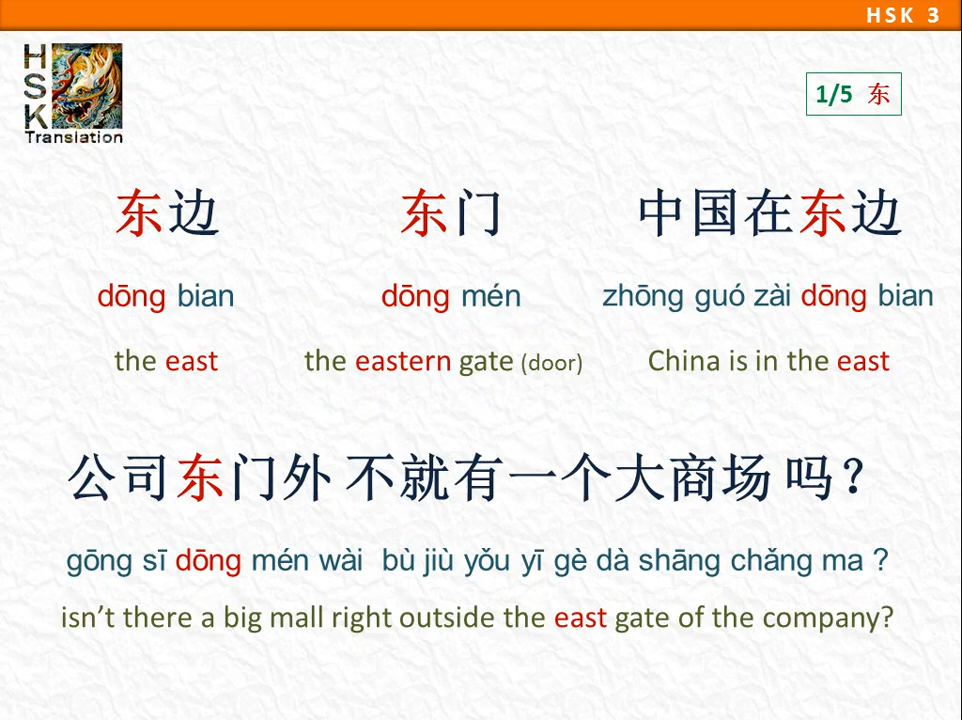 HSK 3
H
S
K
Translation
1/5 东
东边 东门 中国在东边
dōng bian dōng mén zhōng guó zài dōng bian
the east the eastern gate (door) China is in the east
公司东门外 不就有一个大商场 吗？
gōng sī dōng mén wài bù jiù yǒu yī gè dà shāng chǎng ma ?
isn’t there a big mall right outside the east gate of the company?